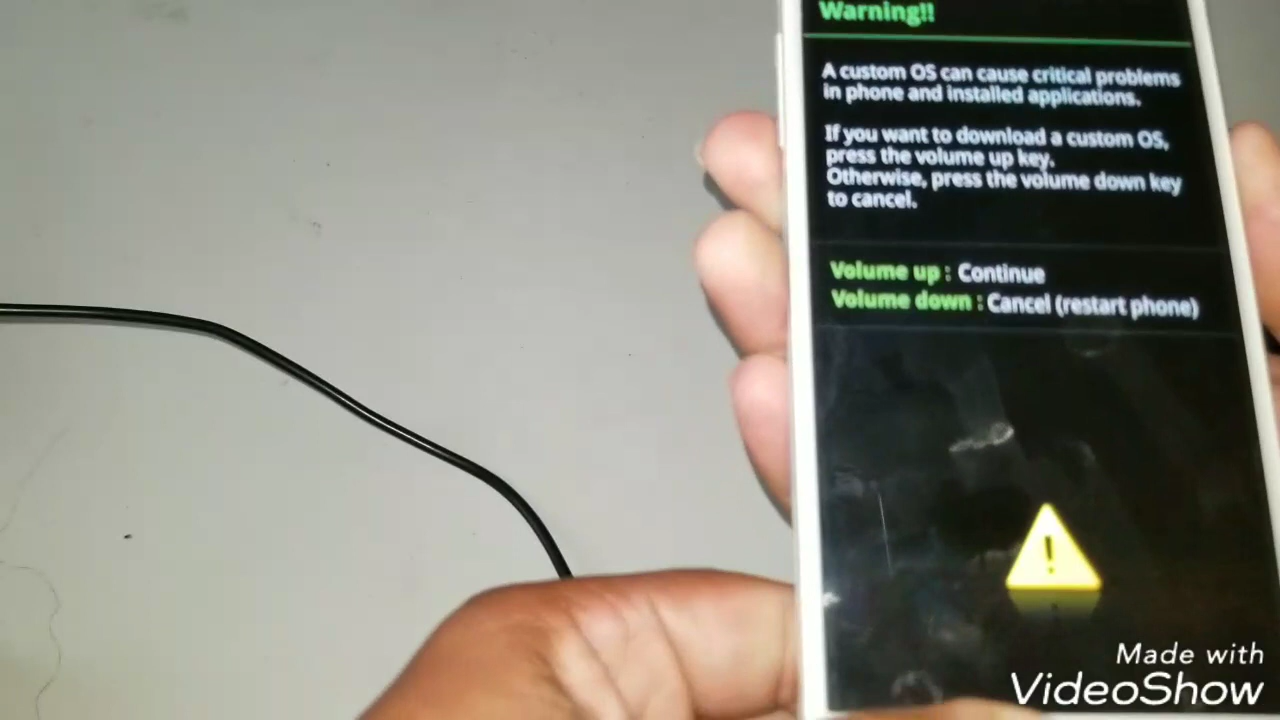 Warning!!
A custom OS can cause critical problems
in phone and installed applications.
If you want to download a custom OS,
press the volume up key.
Otherwise, press the volume down key
to cancel.
Volume up : Continue
Volume down : Cancel (restart phone)
!
Made with
VideoShow